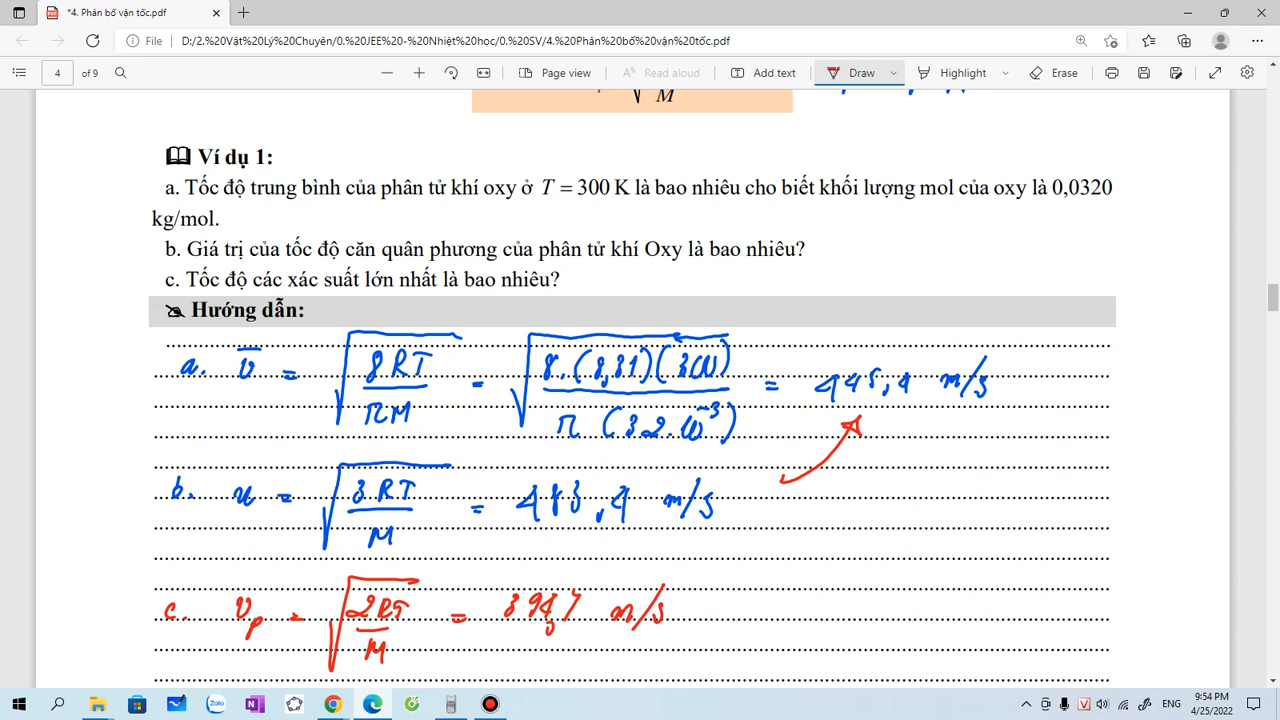 *4. Phân bố vận tốc.pdf
File D:/2.%20Vật%20Lý%20Chuyên/0.%20JEE%20-%20Nhiệt%20học/0.%20SV/4.%20Phân%20bố%20vận%20tốc.pdf
4 of 9 Page view Read aloud Add text Draw Highlight Erase
M
Ví dụ 1:
a. Tốc độ trung bình của phân tử khí oxy ở T = 300 K là bao nhiêu cho biết khối lượng mol của oxy là 0,0320
kg/mol.
b. Giá trị của tốc độ căn quân phương của phân tử khí Oxy là bao nhiêu?
c. Tốc độ các xác suất lớn nhất là bao nhiêu?
Hướng dẫn:
a. v̅ = √(8RT/πM) = √(8.(8,31)(300)/π(32.10⁻³)) = 445,4 m/s
b. u = √(3RT/M) = 483,4 m/s
c. vₚ = √(2RT/M) = 394,7 m/s
Zalo
ENG
9:54 PM
4/25/2022